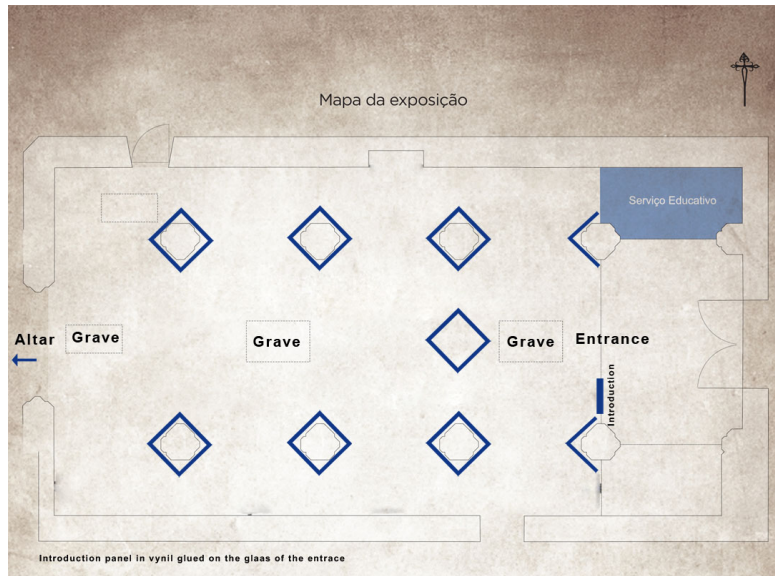 Mapa da exposição
Serviço Educativo
Altar
Grave
Grave
Grave
Entrance
Introduction
Introduction panel in vynil glued on the glaas of the entrace